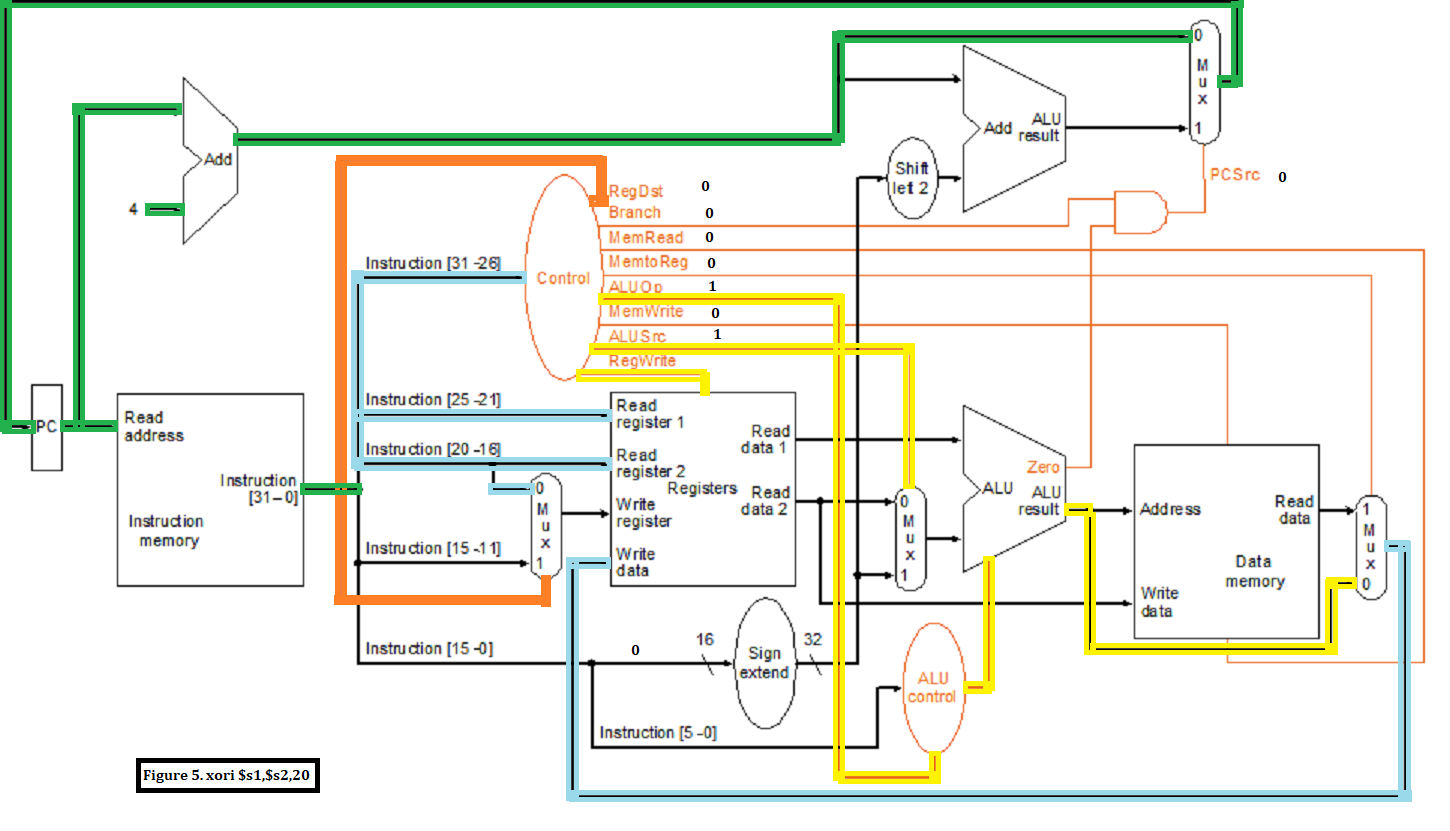 0
M
u
x
1
Add
ALU
result
Add
4
Shift
left 2
PCSrc 0
RegDst 0
Branch 0
MemRead 0
MemtoReg 0
ALUOp 1
MemWrite 0
ALUSrc 1
RegWrite
Control
Instruction [31-26]
Instruction [25-21]
Instruction [20-16]
Instruction [15-11]
Instruction [15-0]
0
Instruction [5-0]
PC
Read
address
Instruction
[31-0]
Instruction
memory
0
M
u
x
1
Read
register 1
Read
register 2
Write
register
Write
data
Registers
Read
data 1
Read
data 2
16
Sign
extend
32
0
M
u
x
1
Zero
ALU
ALU
result
ALU
control
Address
Read
data
Data
memory
Write
data
1
M
u
x
0
Figure 5. xori $s1,$s2,20